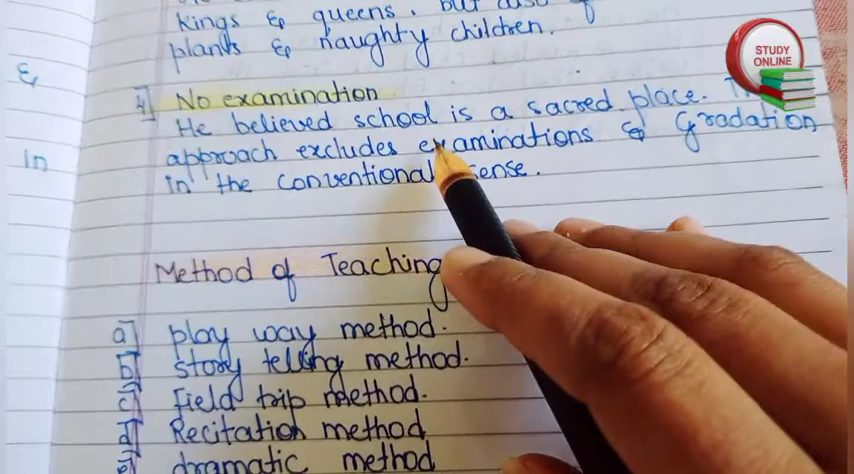 kings & queens. but also of
plants & naughty children.
&
in
4] No examination
He believed school is a sacred place.
approach excludes examinations & Gradation
in the conventional sense.
Method of Teaching
a] play way method.
b] story telling method.
c] Field trip method.
d] Recitation method
e] dramatic method
STUDY
ONLINE